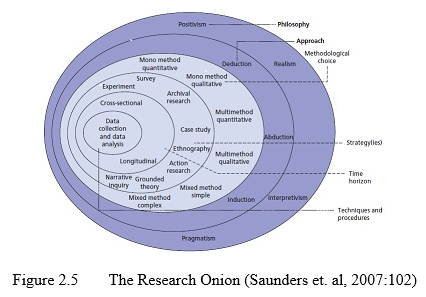 Positivism
Philosophy
Approach
Methodological
choice
Mono method
quantitative
Deduction
Realism
Survey
Mono method
qualitative
Experiment
Archival
research
Cross-sectional
Multimethod
quantitative
Data
collection
and data
analysis
Case study
Abduction
Strategy(ies)
Ethnography
Multimethod
qualitative
Longitudinal
Action
research
Time
horizon
Narrative
inquiry
Grounded
theory
Mixed method
simple
Mixed method
complex
Induction
Interpretivism
Techniques and
procedures
Pragmatism
Figure 2.5 The Research Onion (Saunders et. al, 2007:102)